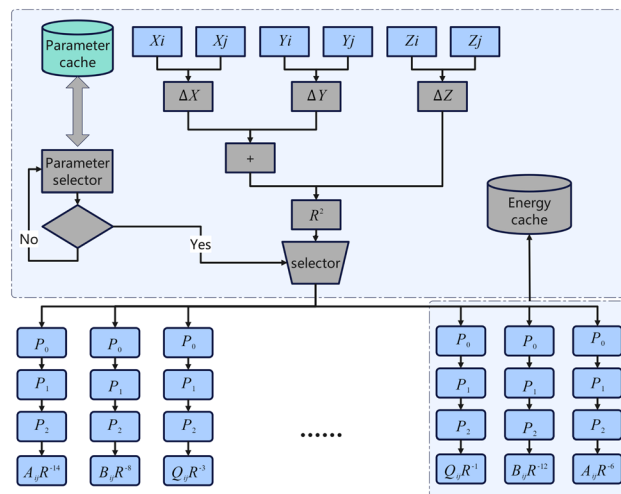 Parameter
cache
Xi
Xj
Yi
Yj
Zi
Zj
ΔX
ΔY
ΔZ
+
Parameter
selector
No
Yes
R²
selector
Energy
cache
P₀
P₀
P₀
P₀
P₀
P₀
P₁
P₁
P₁
P₁
P₁
P₁
P₂
P₂
P₂
......
P₂
P₂
P₂
AᵢⱼR⁻¹⁴
BᵢⱼR⁻⁸
QᵢⱼR⁻³
QᵢⱼR⁻¹
BᵢⱼR⁻¹²
AᵢⱼR⁻⁶